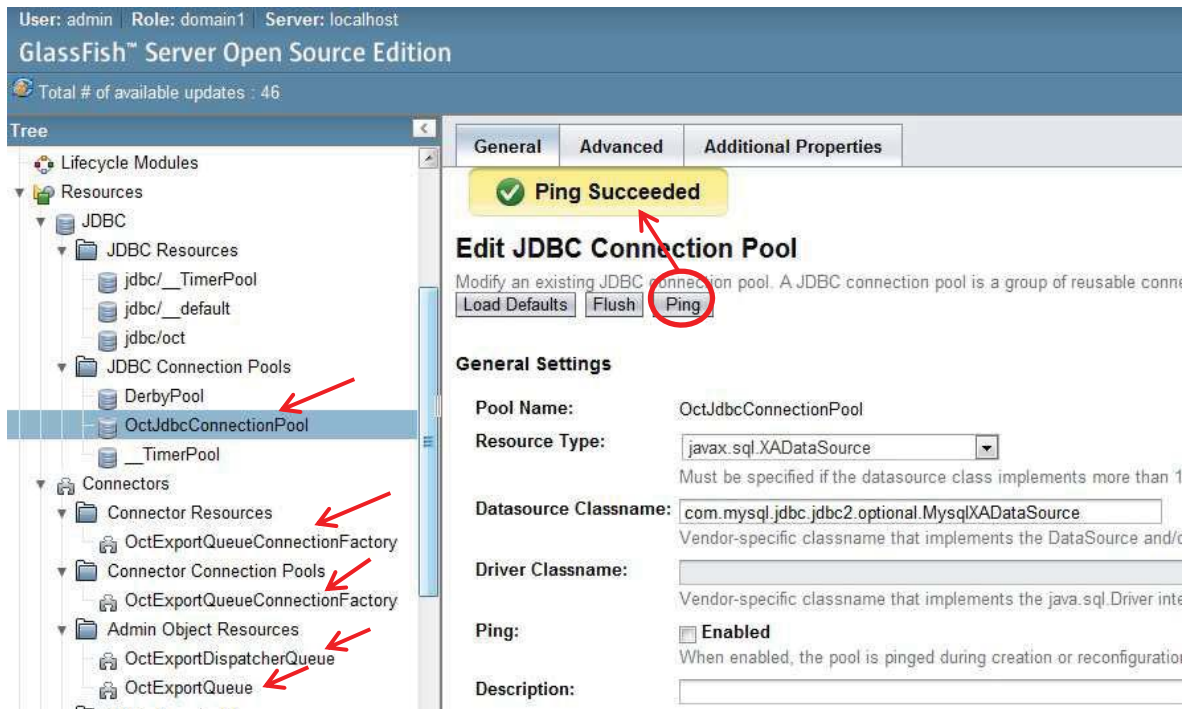 User: admin Role: domain1 Server: localhost
GlassFish™ Server Open Source Edition
Total # of available updates : 46
Tree
Lifecycle Modules
Resources
JDBC
JDBC Resources
jdbc/__TimerPool
jdbc/__default
jdbc/oct
JDBC Connection Pools
DerbyPool
OctJdbcConnectionPool
__TimerPool
Connectors
Connector Resources
OctExportQueueConnectionFactory
Connector Connection Pools
OctExportQueueConnectionFactory
Admin Object Resources
OctExportDispatcherQueue
OctExportQueue
General Advanced Additional Properties
Ping Succeeded
Edit JDBC Connection Pool
Modify an existing JDBC connection pool. A JDBC connection pool is a group of reusable conne
Load Defaults Flush Ping
General Settings
Pool Name: OctJdbcConnectionPool
Resource Type: javax.sql.XADataSource
Must be specified if the datasource class implements more than 1
Datasource Classname: com.mysql.jdbc.jdbc2.optional.MysqlXADataSource
Vendor-specific classname that implements the DataSource and/o
Driver Classname:
Vendor-specific classname that implements the java.sql.Driver inte
Ping: Enabled
When enabled, the pool is pinged during creation or reconfiguration
Description: